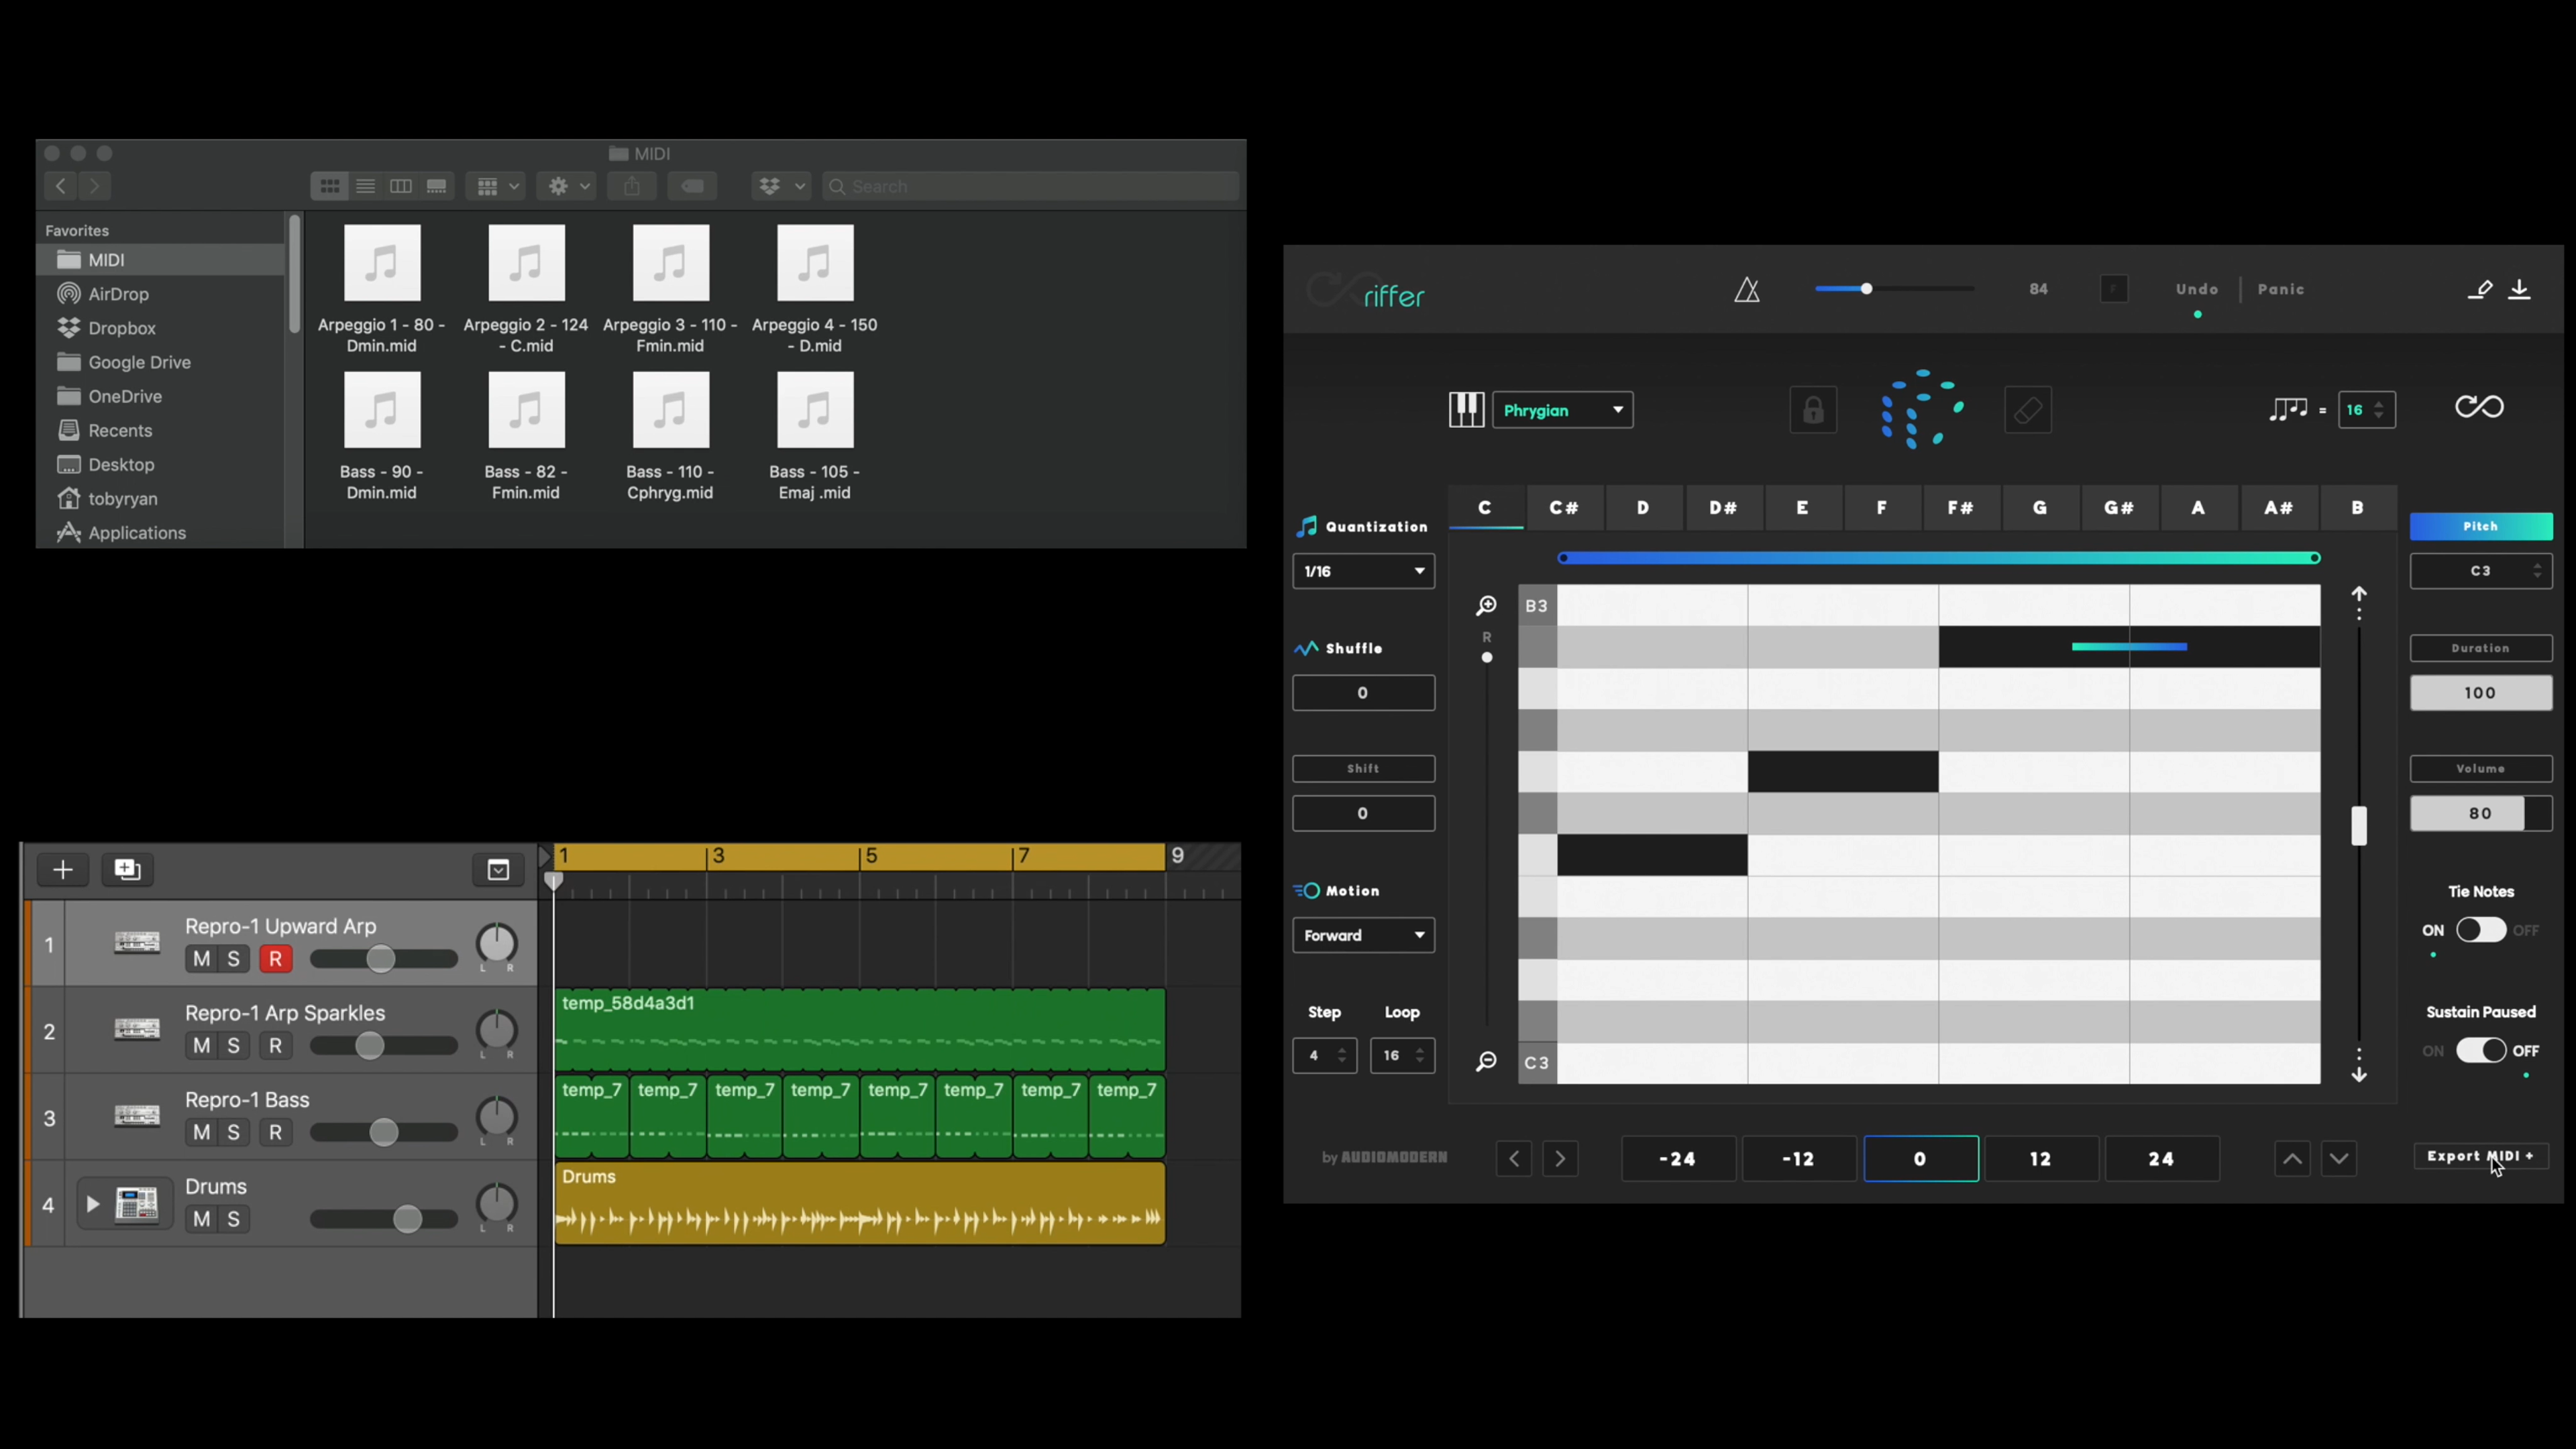 MIDI
Search
Favorites
MIDI
AirDrop
Dropbox
Google Drive
OneDrive
Recents
Desktop
tobyryan
Applications
Arpeggio 1 - 80 -
Dmin.mid
Arpeggio 2 - 124
- C.mid
Arpeggio 3 - 110 -
Fmin.mid
Arpeggio 4 - 150
- D.mid
Bass - 90 -
Dmin.mid
Bass - 82 -
Fmin.mid
Bass - 110 -
Cphryg.mid
Bass - 105 -
Emaj .mid
1 3 5 7 9
1 Repro-1 Upward Arp
M S R
L R
2 Repro-1 Arp Sparkles
M S R
L R
temp_58d4a3d1
3 Repro-1 Bass
M S R
L R
temp_7 temp_7 temp_7 temp_7 temp_7 temp_7 temp_7 temp_7
4 Drums
M S
L R
Drums
riffer
84
Undo Panic
Phrygian
= 16
C C# D D# E F F# G G# A A# B
Quantization
1/16
Shuffle
0
Shift
0
Motion
Forward
Step Loop
4 16
R
B3
C3
Pitch
C3
Duration
100
Volume
80
Tie Notes
ON OFF
Sustain Paused
ON OFF
by AUDIOMODERN
-24 -12 0 12 24
Export MIDI +